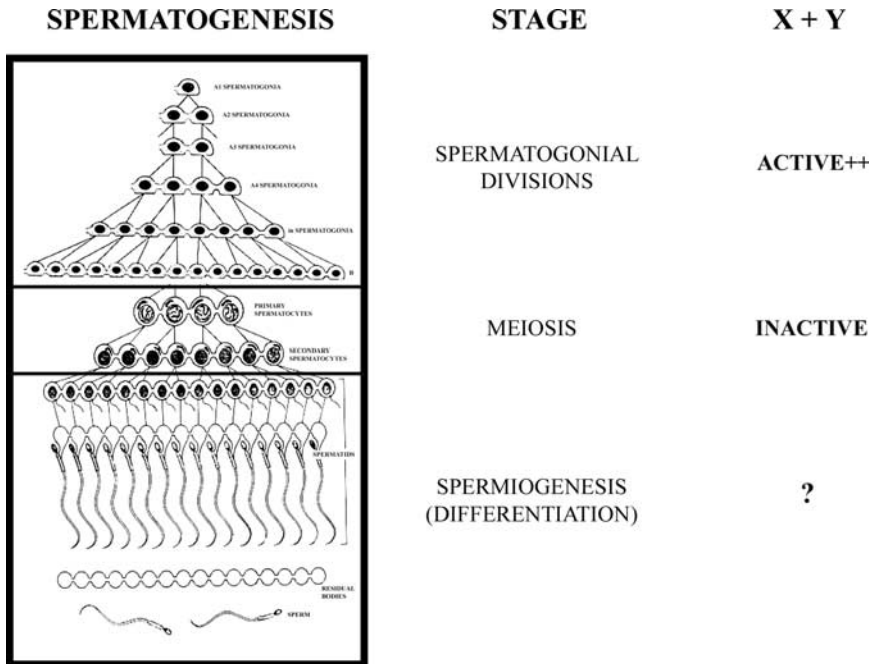 SPERMATOGENESIS
STAGE
X + Y
A1 SPERMATOGONIA
A2 SPERMATOGONIA
A3 SPERMATOGONIA
A4 SPERMATOGONIA
in SPERMATOGONIA
B
SPERMATOGONIAL
DIVISIONS
ACTIVE++
PRIMARY
SPERMATOCYTES
SECONDARY
SPERMATOCYTES
MEIOSIS
INACTIVE
SPERMATIDS
SPERMIOGENESIS
(DIFFERENTIATION)
?
RESIDUAL
BODIES
SPERM